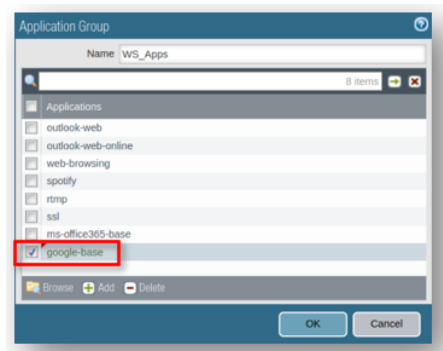 Application Group
Name WS_Apps
8 items
Applications
outlook-web
outlook-web-online
web-browsing
spotify
rtmp
ssl
ms-office365-base
google-base
Browse Add Delete
OK Cancel